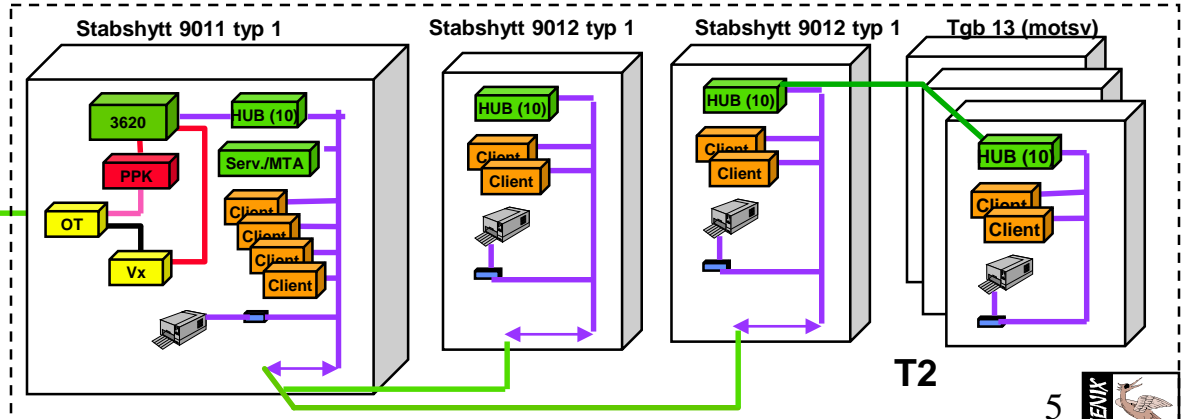 Stabshytt 9011 typ 1
Stabshytt 9012 typ 1
Stabshytt 9012 typ 1
Tgb 13 (motsv)
3620
HUB (10)
PPK
Serv./MTA
OT
Vx
Client
Client
Client
Client
HUB (10)
Client
Client
HUB (10)
Client
Client
HUB (10)
Client
Client
T2
5
ENIX